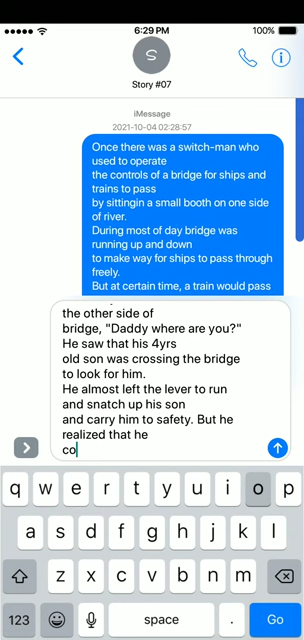 6:29 PM
100%
S
Story #07
iMessage
2021-10-04 02:28:57
Once there was a switch-man who
used to operate
the controls of a bridge for ships and
trains to pass
by sittingin a small booth on one side
of river.
During most of day bridge was
running up and down
to make way for ships to pass through
freely.
But at certain time, a train would pass
the other side of
bridge, "Daddy where are you?"
He saw that his 4yrs
old son was crossing the bridge
to look for him.
He almost left the lever to run
and snatch up his son
and carry him to safety. But he
realized that he
co
q w e r t y u i o p
a s d f g h j k l
z x c v b n m
123 space . Go